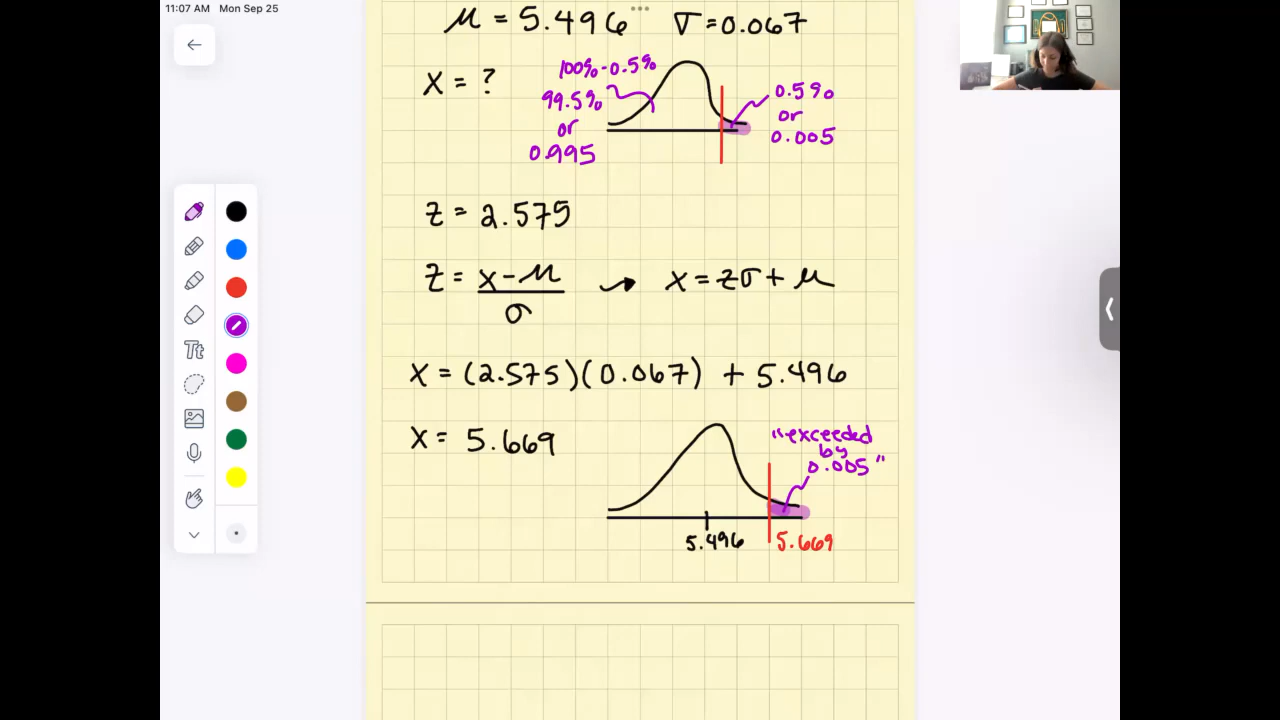 11:07 AM Mon Sep 25
μ = 5.496 σ = 0.067
X = ?
100% - 0.5%
99.5%
or
0.995
0.5%
or
0.005
z = 2.575
z = x - μ / σ → x = zσ + μ
x = (2.575)(0.067) + 5.496
x = 5.669
"exceeded
by
0.005"
5.496 5.669
Tt